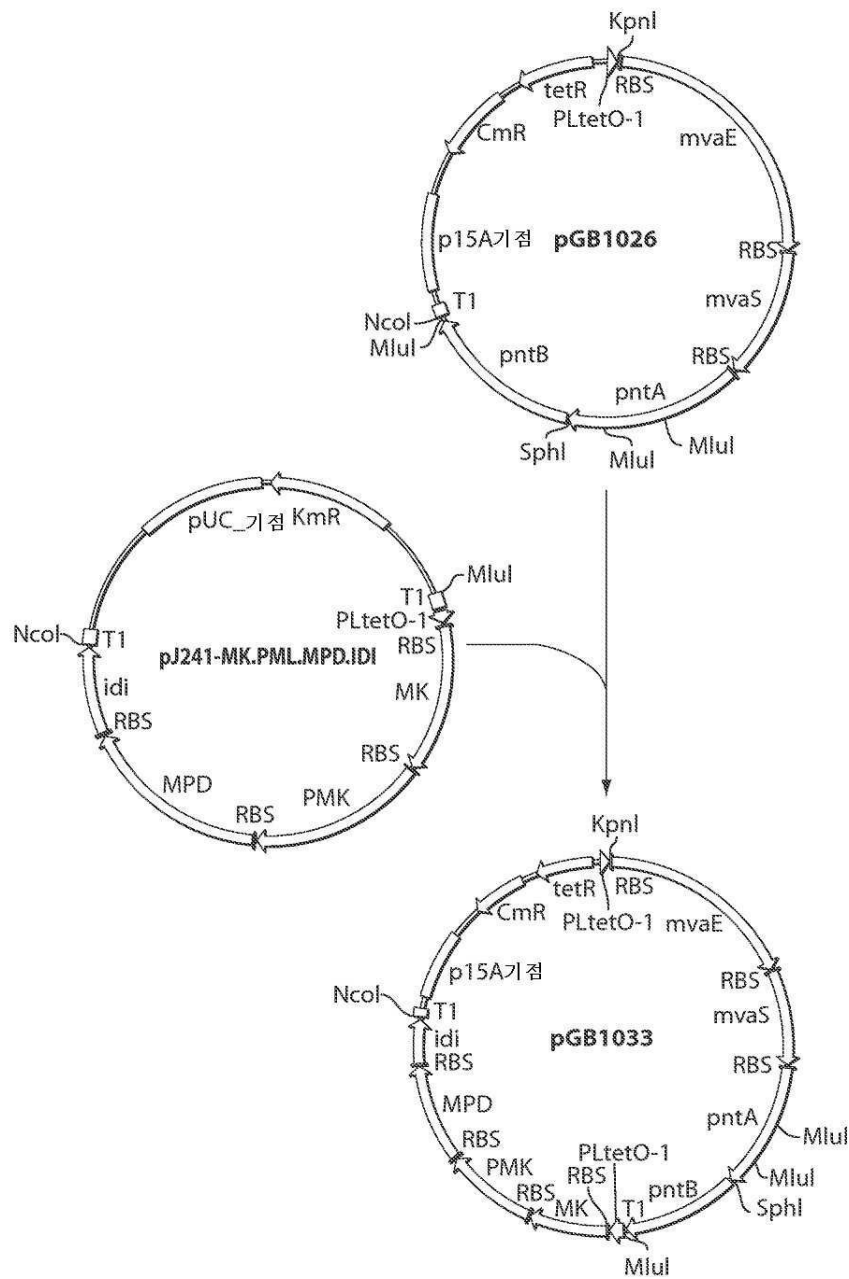 KpnI
RBS
tetR
PLtetO-1
CmR
mvaE
p15A기점
pGB1026
RBS
T1
mvaS
NcoI
MluI
RBS
pntB
pntA
SphI
MluI
MluI
pUC_기점
KmR
MluI
T1
PLtetO-1
NcoI
T1
RBS
pJ241-MK.PML.MPD.IDI
MK
idi
RBS
RBS
MPD
PMK
RBS
KpnI
tetR
RBS
CmR
PLtetO-1
mvaE
p15A기점
NcoI
RBS
T1
mvaS
idi
pGB1033
RBS
RBS
MPD
pntA
MluI
RBS
PLtetO-1
MluI
PMK
RBS
pntB
SphI
RBS
MK
T1
MluI